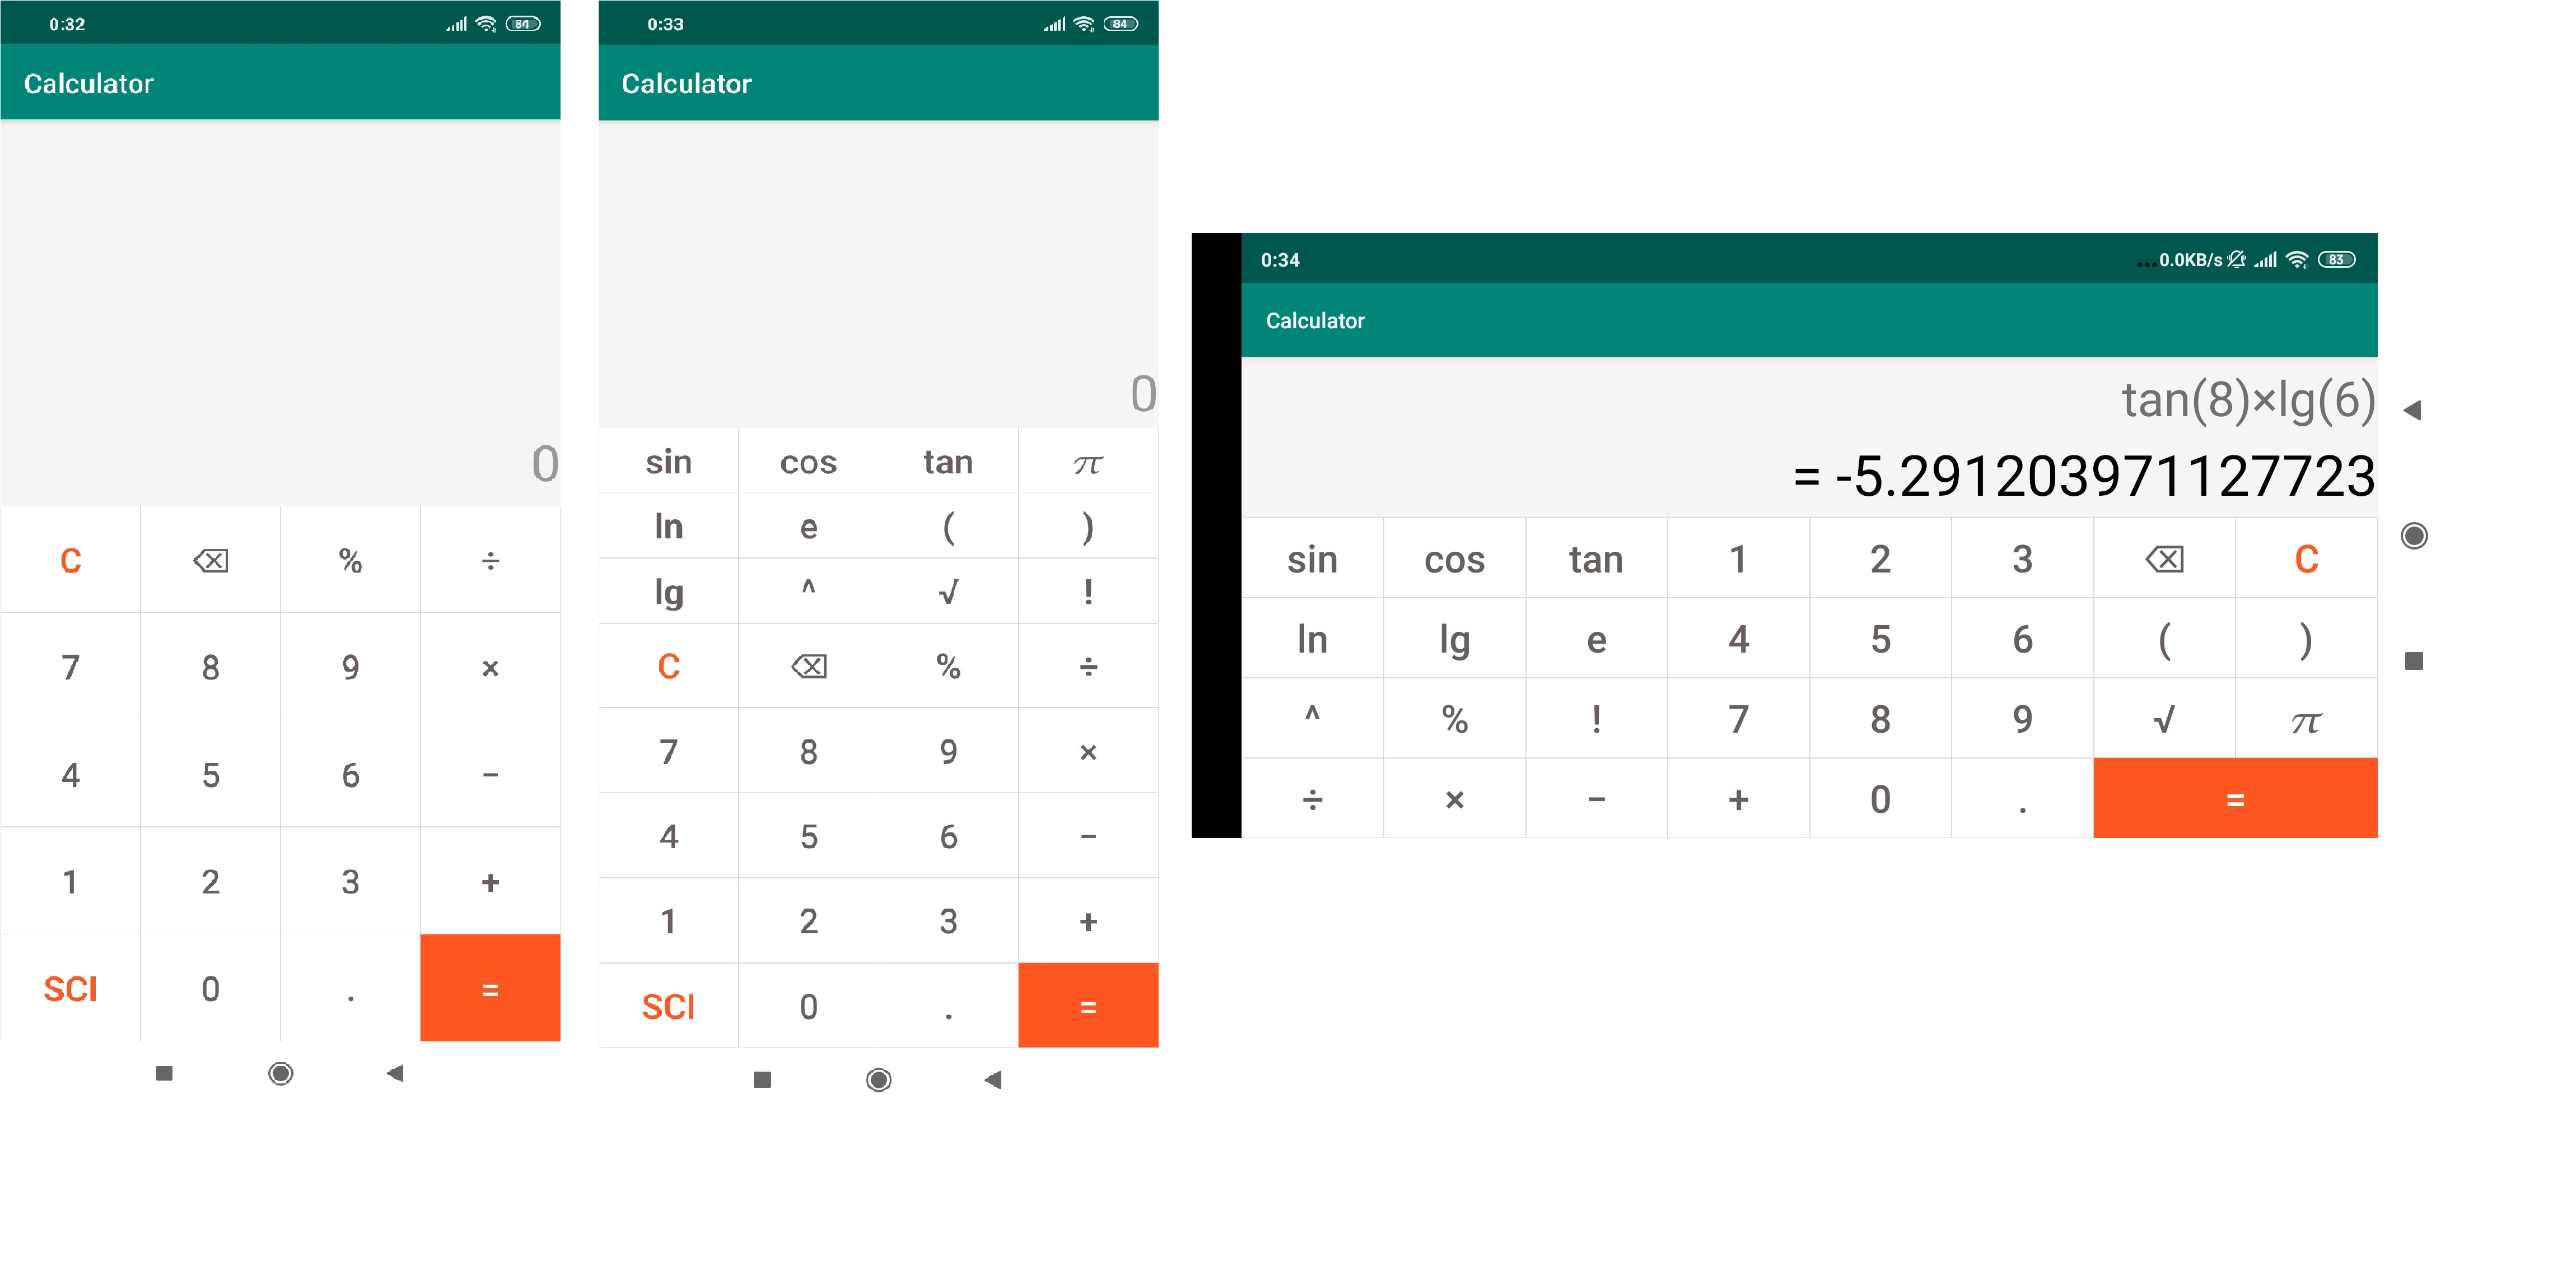 0:32 84
Calculator
0
C % ÷
7 8 9 ×
4 5 6 −
1 2 3 +
SCI 0 . =
0:33 84
Calculator
0
sin cos tan π
ln e ( )
lg ^ √ !
C % ÷
7 8 9 ×
4 5 6 −
1 2 3 +
SCI 0 . =
0:34 ...0.0KB/s 83
Calculator
tan(8)×lg(6)
= -5.291203971127723
sin cos tan 1 2 3 C
ln lg e 4 5 6 ( )
^ % ! 7 8 9 √ π
÷ × − + 0 . =